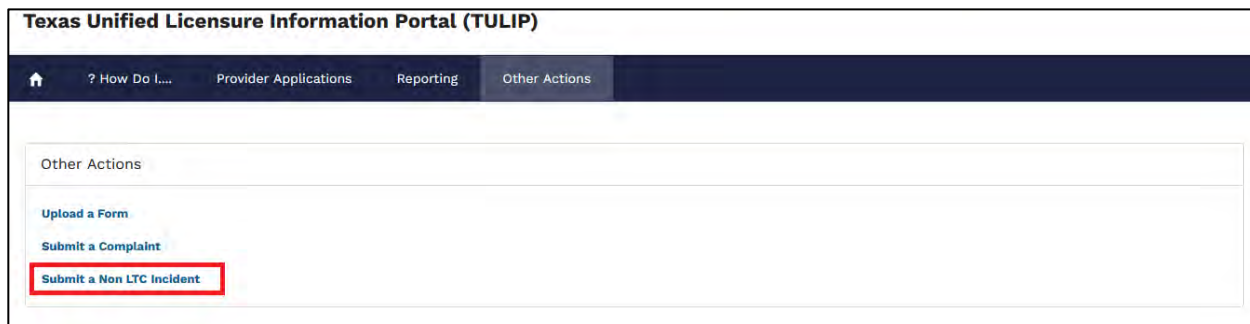 Texas Unified Licensure Information Portal (TULIP)
? How Do I.... Provider Applications Reporting Other Actions
Other Actions
Upload a Form
Submit a Complaint
Submit a Non LTC Incident